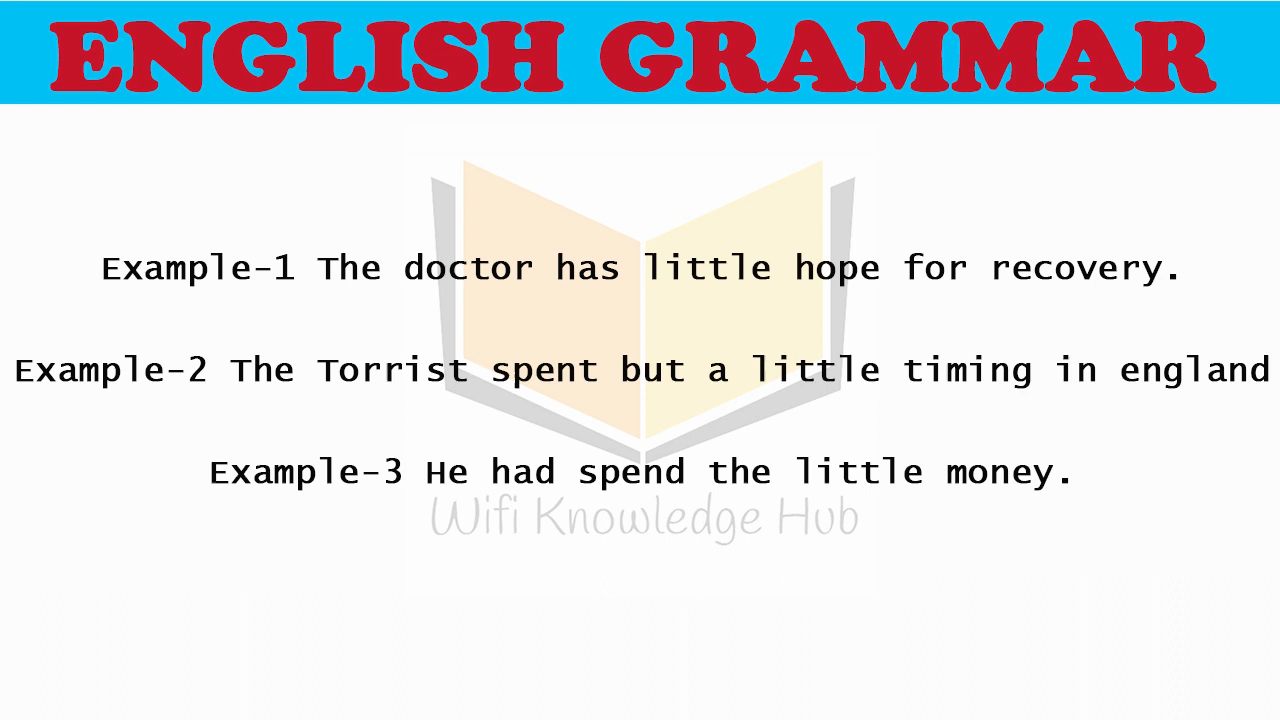 ENGLISH GRAMMAR
Example-1 The doctor has little hope for recovery.
Example-2 The Torrist spent but a little timing in england
Example-3 He had spend the little money.
Wifi Knowledge Hub